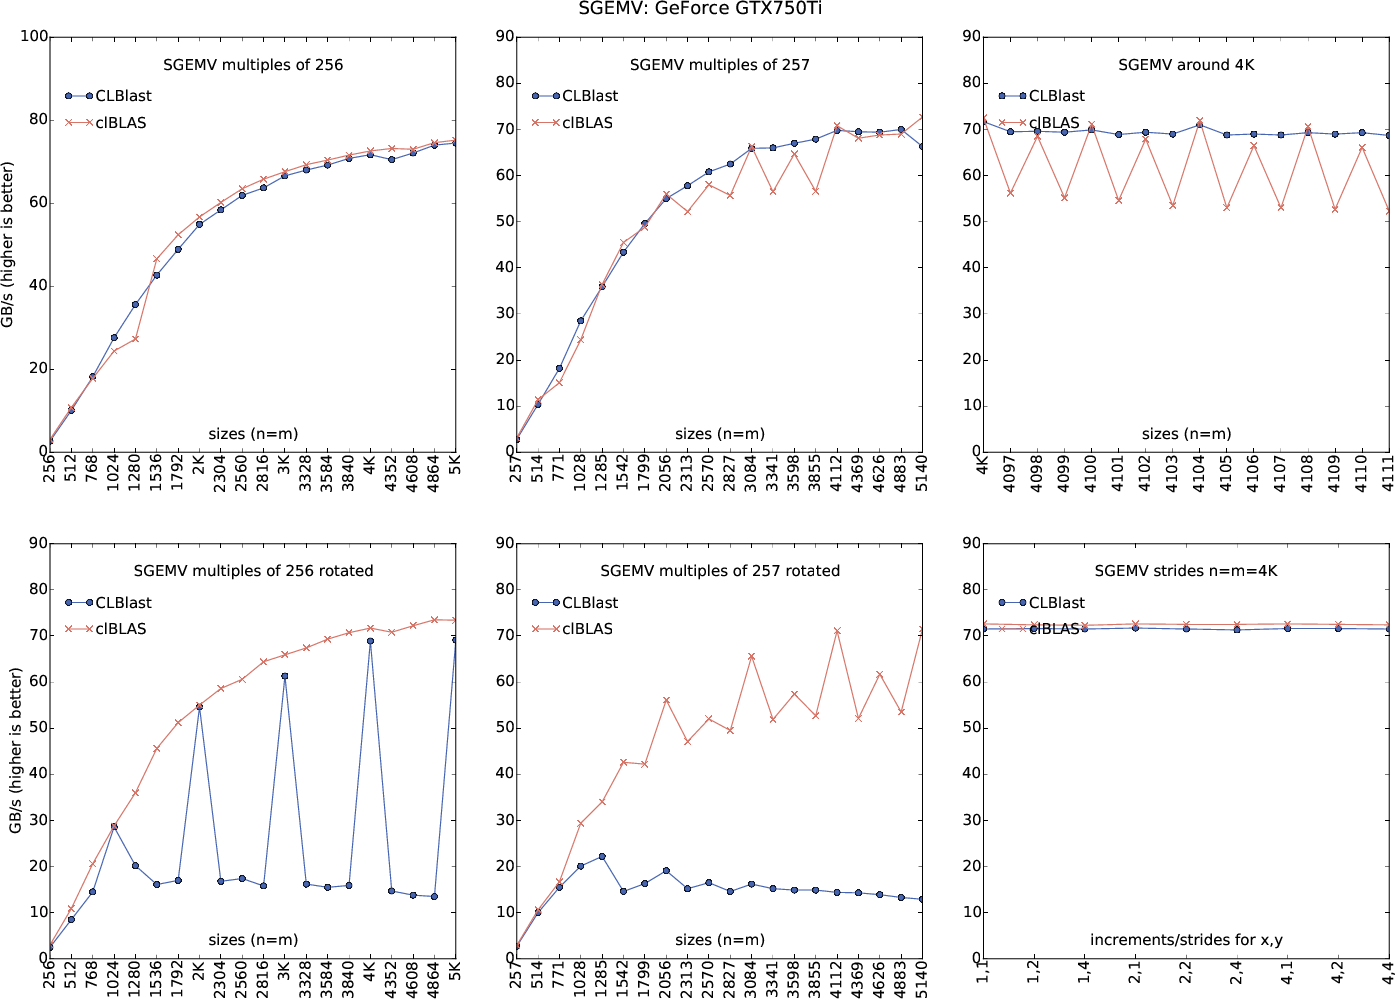 SGEMV: GeForce GTX750Ti
GB/s (higher is better)
100
80
60
40
20
0
SGEMV multiples of 256
CLBlast
clBLAS
sizes (n=m)
256 512 768 1024 1280 1536 1792 2K 2304 2560 2816 3K 3328 3584 3840 4K 4352 4608 4864 5K
90
80
70
60
50
40
30
20
10
0
SGEMV multiples of 257
CLBlast
clBLAS
sizes (n=m)
257 514 771 1028 1285 1542 1799 2056 2313 2570 2827 3084 3341 3598 3855 4112 4369 4626 4883 5140
90
80
70
60
50
40
30
20
10
0
SGEMV around 4K
CLBlast
clBLAS
sizes (n=m)
4K 4097 4098 4099 4100 4101 4102 4103 4104 4105 4106 4107 4108 4109 4110 4111
GB/s (higher is better)
90
80
70
60
50
40
30
20
10
0
SGEMV multiples of 256 rotated
CLBlast
clBLAS
sizes (n=m)
256 512 768 1024 1280 1536 1792 2K 2304 2560 2816 3K 3328 3584 3840 4K 4352 4608 4864 5K
90
80
70
60
50
40
30
20
10
0
SGEMV multiples of 257 rotated
CLBlast
clBLAS
sizes (n=m)
257 514 771 1028 1285 1542 1799 2056 2313 2570 2827 3084 3341 3598 3855 4112 4369 4626 4883 5140
90
80
70
60
50
40
30
20
10
0
SGEMV strides n=m=4K
CLBlast
clBLAS
increments/strides for x,y
1,1 1,2 1,4 2,1 2,2 2,4 4,1 4,2 4,4